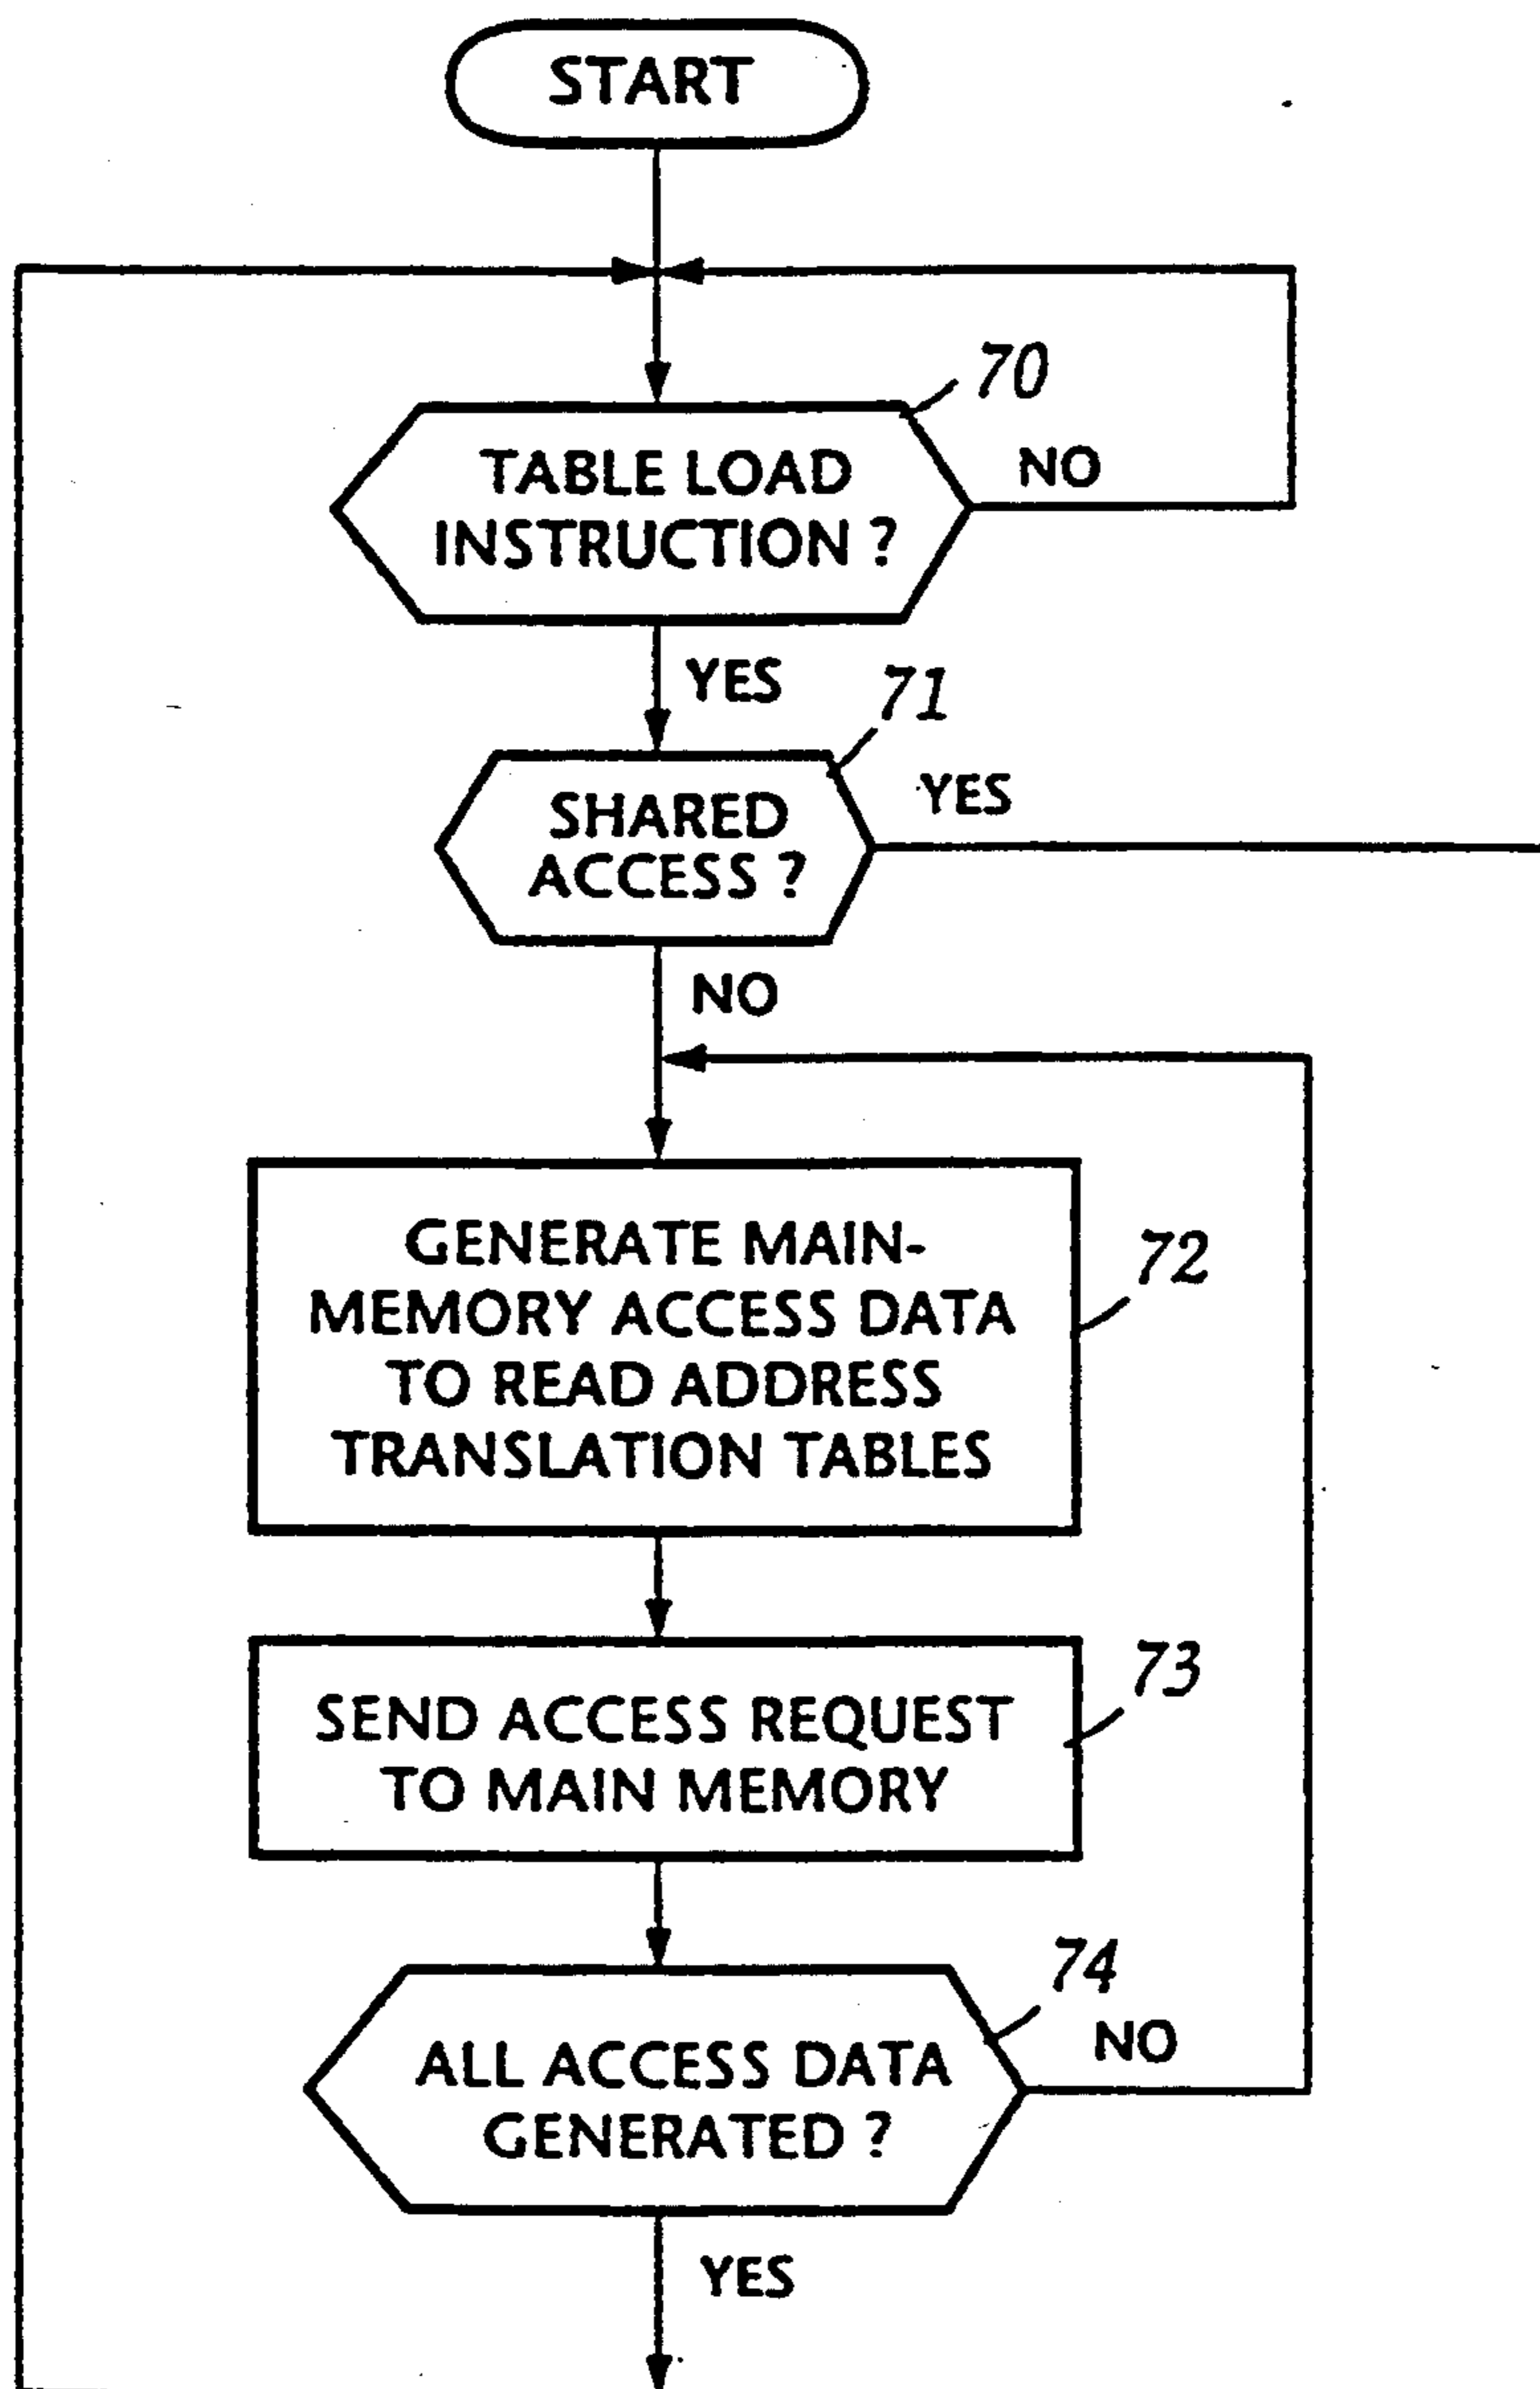 START
70
TABLE LOAD
INSTRUCTION ?
NO
YES
71
SHARED
ACCESS ?
YES
NO
GENERATE MAIN-
MEMORY ACCESS DATA
TO READ ADDRESS
TRANSLATION TABLES
72
SEND ACCESS REQUEST
TO MAIN MEMORY
73
74
ALL ACCESS DATA
GENERATED ?
NO
YES